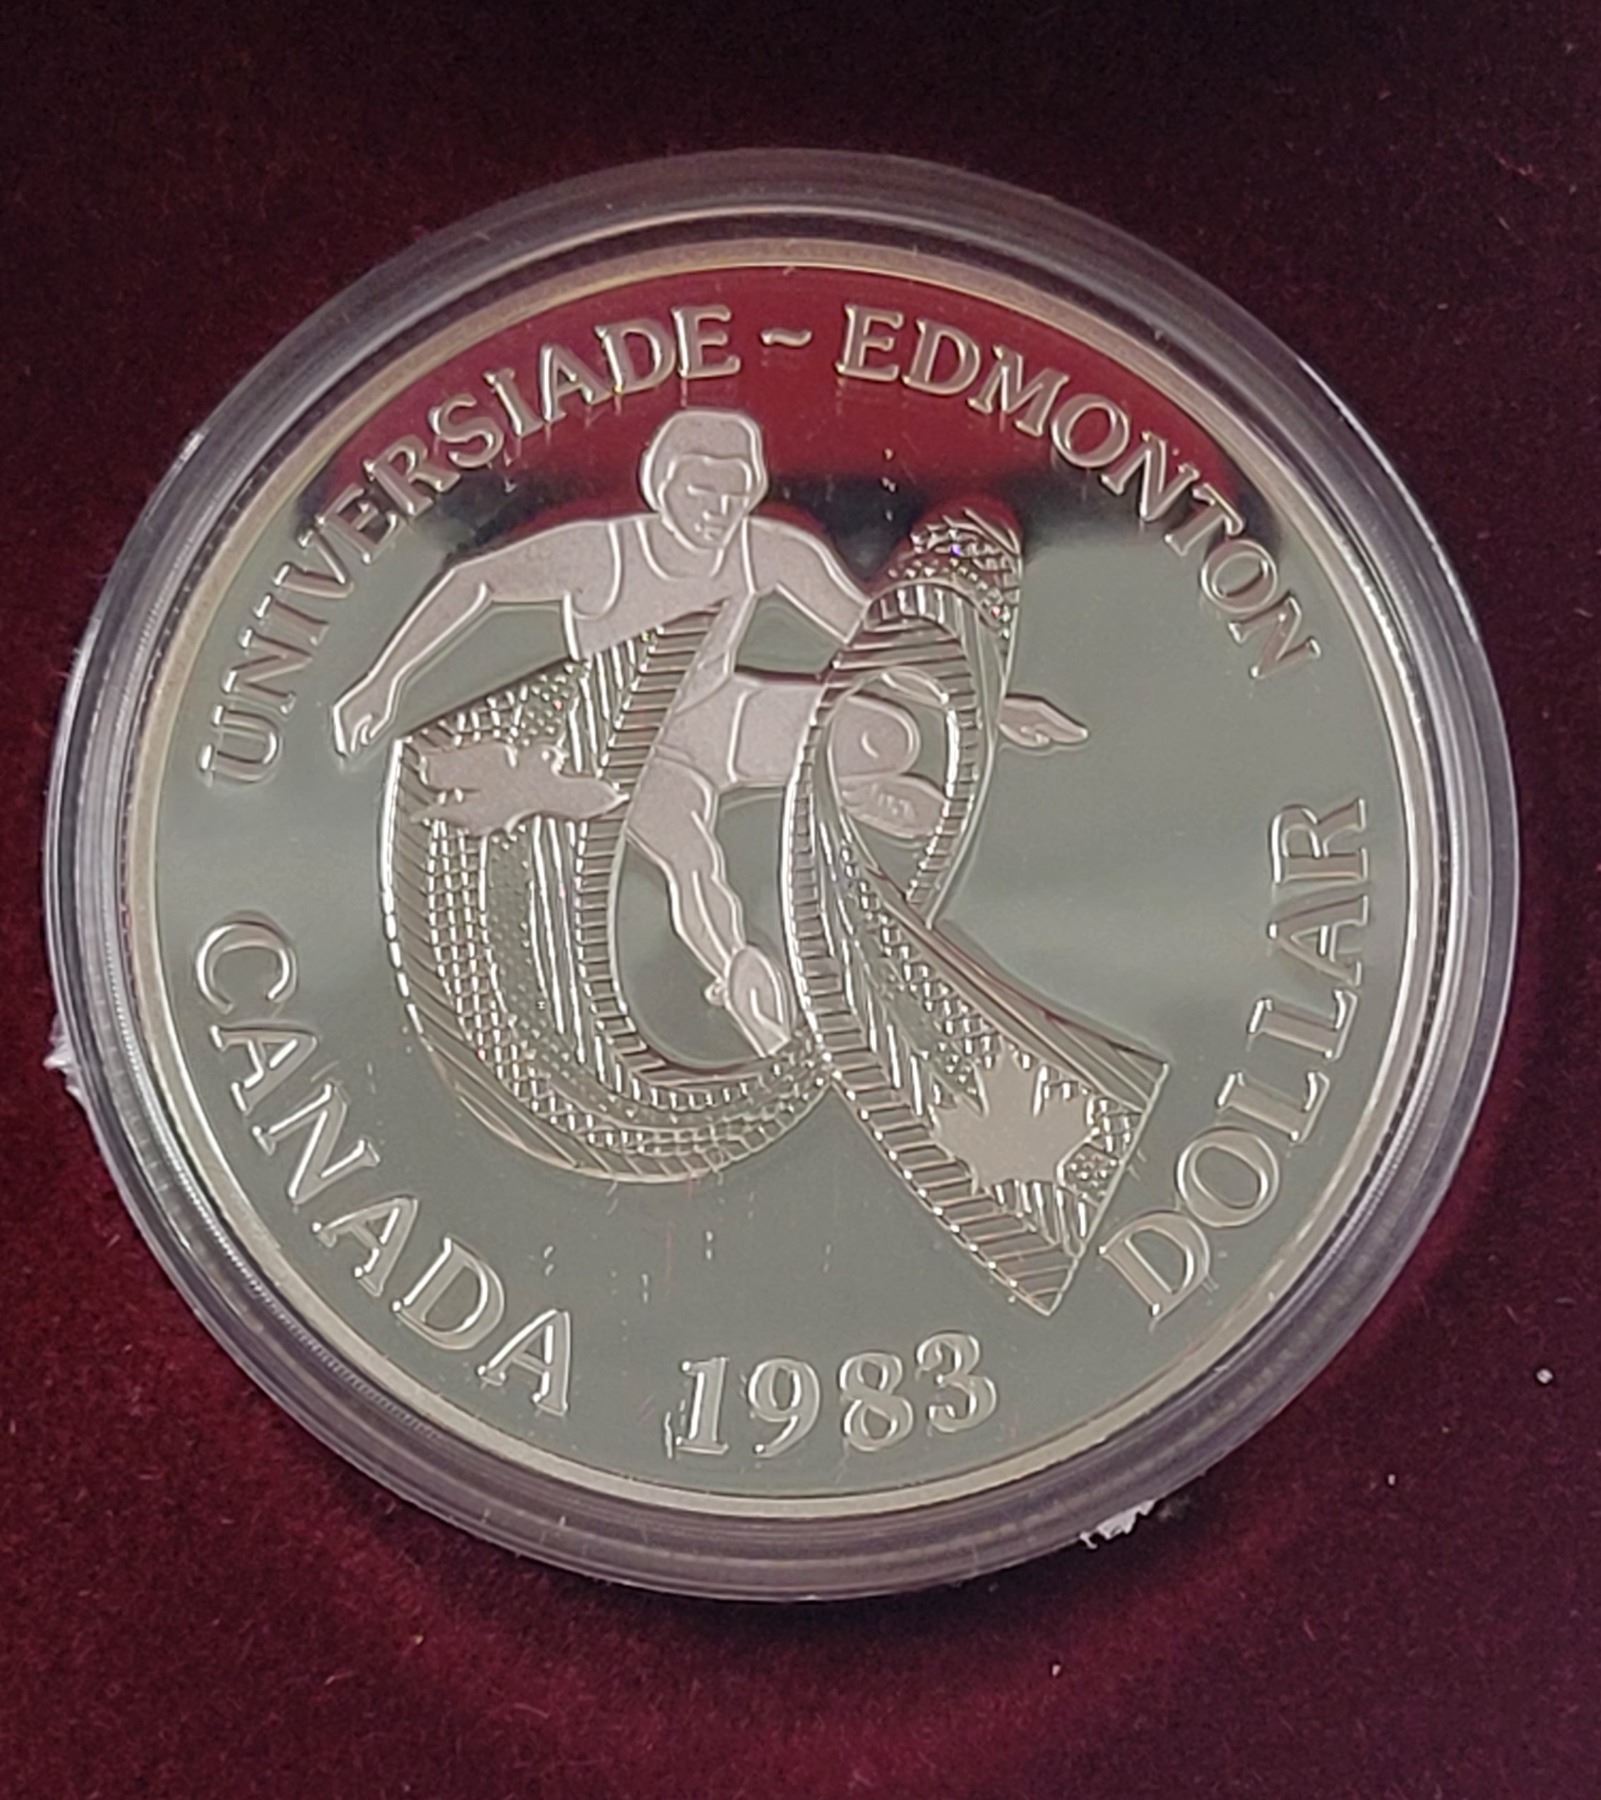 UNIVERSIADE ~ EDMONTON
CANADA 1983 DOLLAR